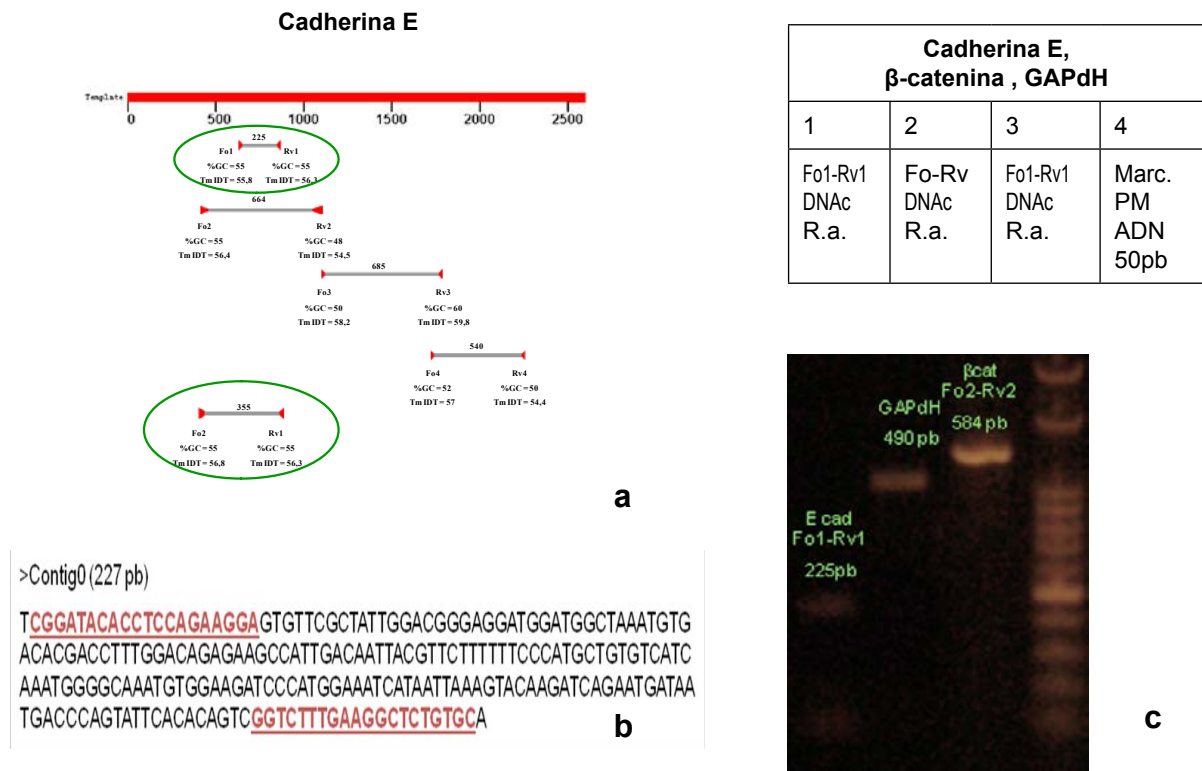 Cadherina E
Template
0 500 1000 1500 2000 2500
225
Fo1 Rv1
%GC=55 %GC=55
Tm IDT=55,8 Tm IDT=56,3
664
Fo2 Rv2
%GC=55 %GC=48
Tm IDT=56,4 Tm IDT=54,5
685
Fo3 Rv3
%GC=50 %GC=60
Tm IDT=58,2 Tm IDT=59,8
540
Fo4 Rv4
%GC=52 %GC=50
Tm IDT=57 Tm IDT=54,4
355
Fo2 Rv1
%GC=55 %GC=55
Tm IDT=56,8 Tm IDT=56,3
a
>Contig0 (227 pb)
TCGGATACACCTCCAGAAGGAGTGTTCGCTATTGGACGGGAGGATGGATGGCTAAATGTG
ACACGACCTTTGGACAGAGAAGCCATTGACAATTACGTTCTTTTTTCCCATGCTGTGTCATC
AAATGGGGCAAATGTGGAAGATCCCATGGAAATCATAATTAAAGTACAAGATCAGAATGATAA
TGACCCAGTATTCACACAGTCGGTCTTTGAAGGCTCTGTGCA
b
Cadherina E,
β-catenina , GAPdH
1 2 3 4
Fo1-Rv1 Fo-Rv Fo1-Rv1 Marc.
DNAc DNAc DNAc PM
R.a. R.a. R.a. ADN
50pb
βcat
Fo2-Rv2
584 pb
GAPdH
490 pb
E cad
Fo1-Rv1
225pb
c